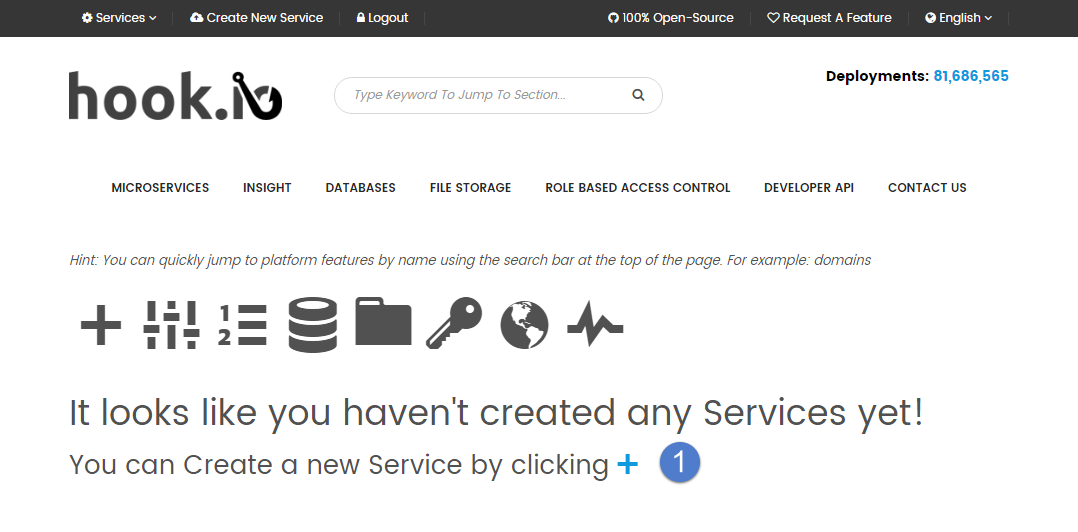 Services
Create New Service
Logout
100% Open-Source
Request A Feature
English
hook.io
Type Keyword To Jump To Section...
Deployments: 81,686,565
MICROSERVICES
INSIGHT
DATABASES
FILE STORAGE
ROLE BASED ACCESS CONTROL
DEVELOPER API
CONTACT US
Hint: You can quickly jump to platform features by name using the search bar at the top of the page. For example: domains
1
2
It looks like you haven't created any Services yet!
You can Create a new Service by clicking +
1